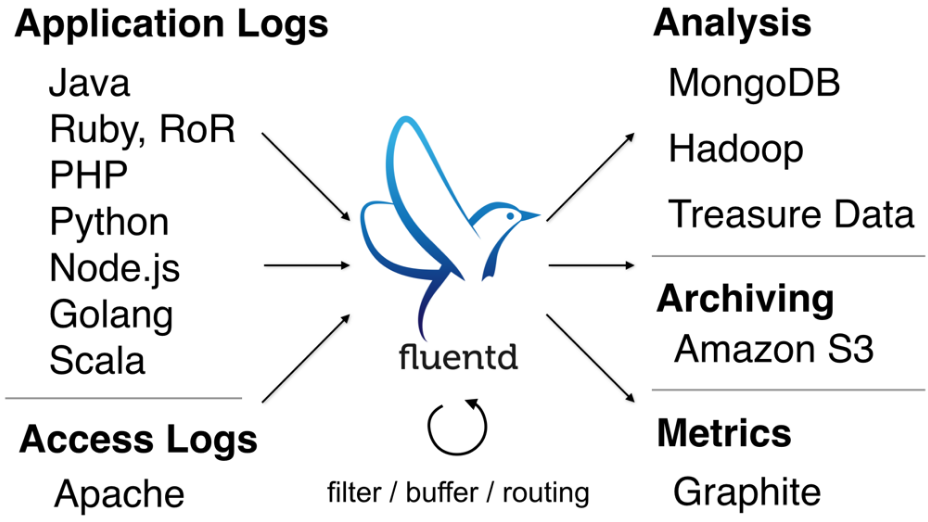 Application Logs
Java
Ruby, RoR
PHP
Python
Node.js
Golang
Scala
Access Logs
Apache
fluentd
filter / buffer / routing
Analysis
MongoDB
Hadoop
Treasure Data
Archiving
Amazon S3
Metrics
Graphite